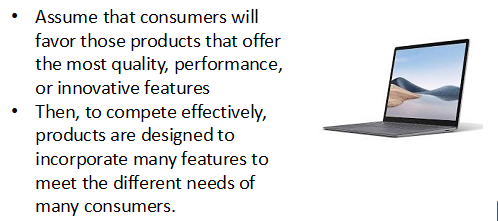 • Assume that consumers will
favor those products that offer
the most quality, performance,
or innovative features
• Then, to compete effectively,
products are designed to
incorporate many features to
meet the different needs of
many consumers.